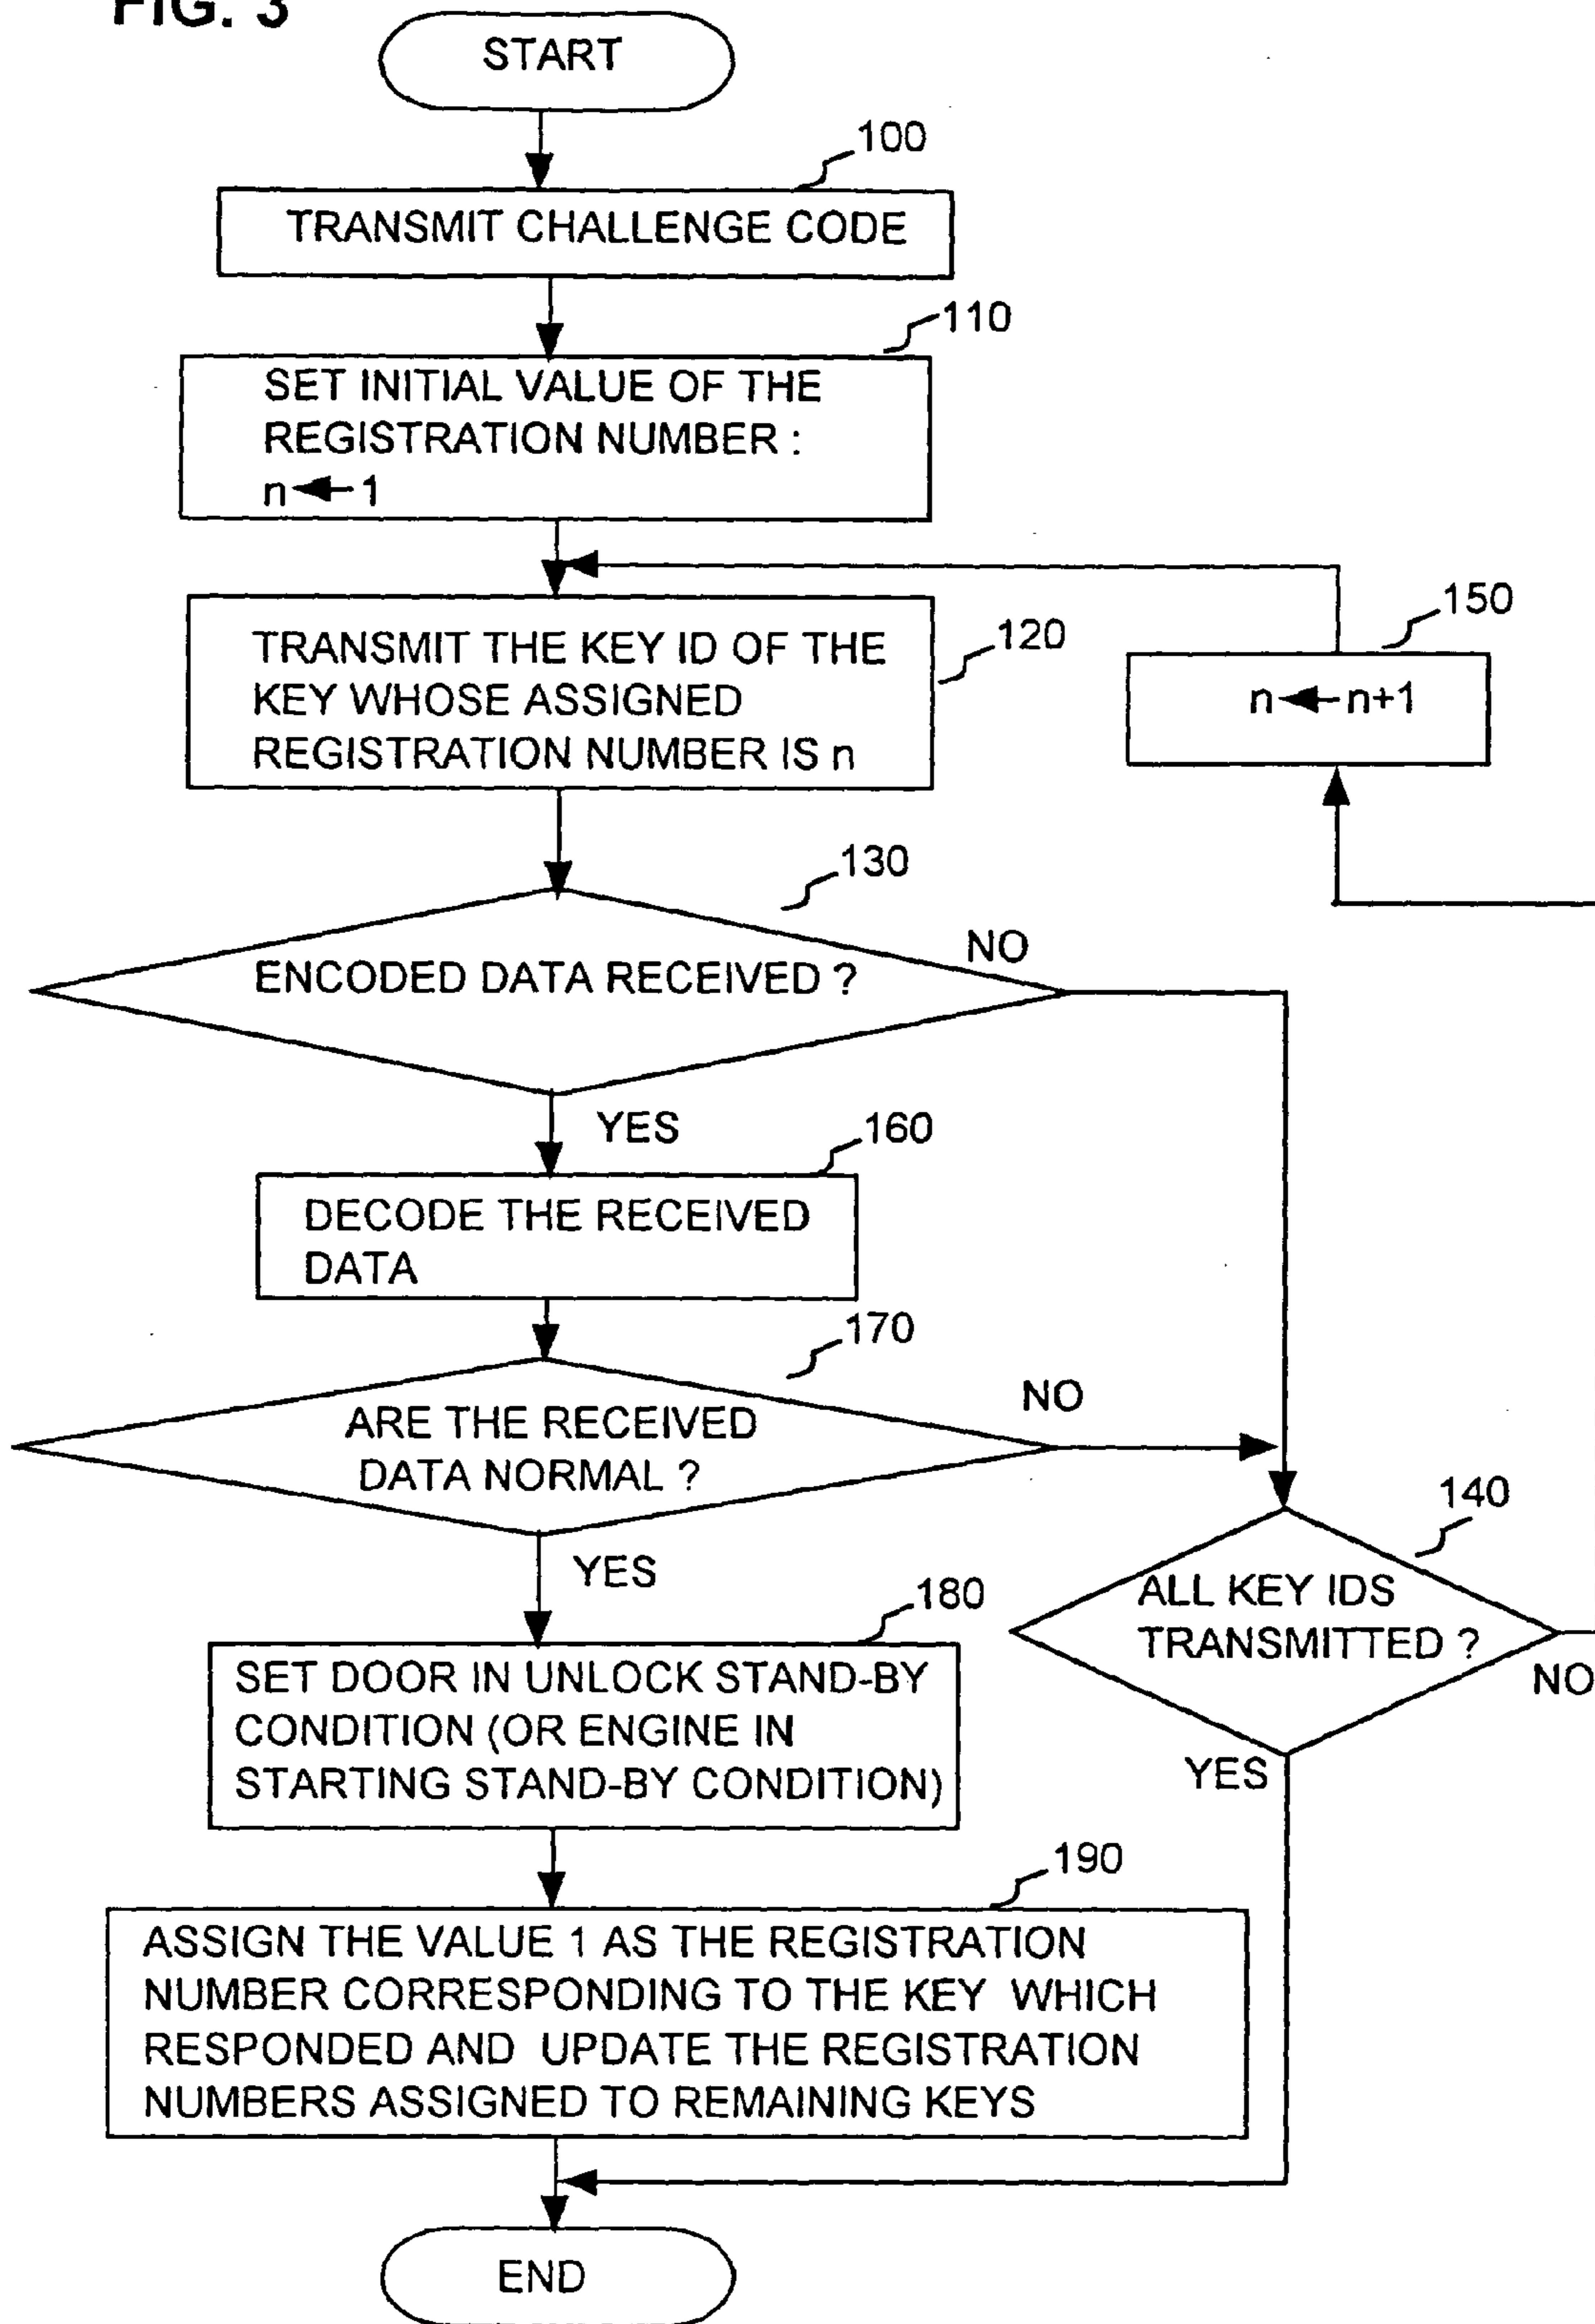 FIG. 3
START
100
TRANSMIT CHALLENGE CODE
110
SET INITIAL VALUE OF THE
REGISTRATION NUMBER :
n ← 1
150
120
TRANSMIT THE KEY ID OF THE
KEY WHOSE ASSIGNED
REGISTRATION NUMBER IS n
n ← n+1
130
NO
ENCODED DATA RECEIVED ?
YES
160
DECODE THE RECEIVED
DATA
170
NO
ARE THE RECEIVED
DATA NORMAL ?
140
YES
ALL KEY IDS
TRANSMITTED ?
NO
180
SET DOOR IN UNLOCK STAND-BY
CONDITION (OR ENGINE IN
STARTING STAND-BY CONDITION)
YES
190
ASSIGN THE VALUE 1 AS THE REGISTRATION
NUMBER CORRESPONDING TO THE KEY WHICH
RESPONDED AND UPDATE THE REGISTRATION
NUMBERS ASSIGNED TO REMAINING KEYS
END